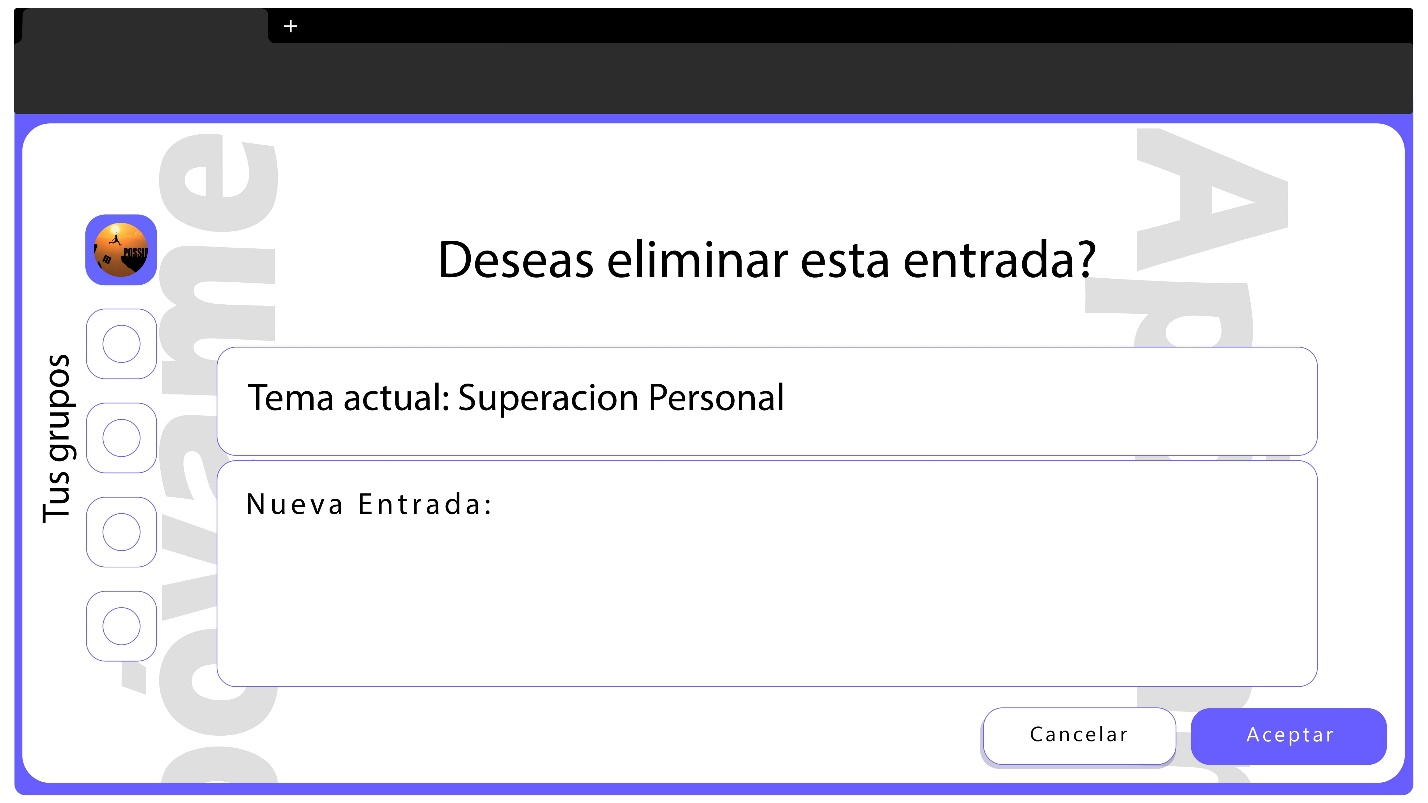 Deseas eliminar esta entrada?
Tus grupos
Tema actual: Superacion Personal
Nueva Entrada:
Cancelar
Aceptar